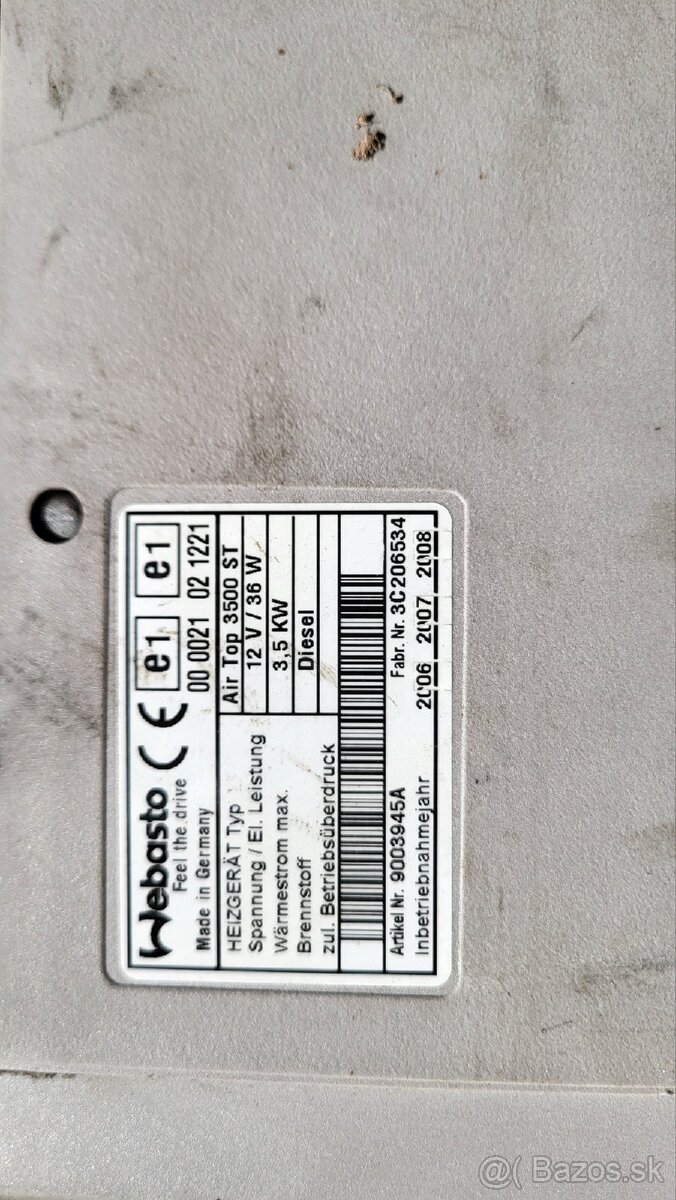 Webasto CE e1 e1
Feel the drive
Made in Germany 00 0021 02 1221
HEIZGERÄT Typ Air Top 3500 ST
Spannung / El. Leistung 12 V / 36 W
Wärmestrom max. 3,5 KW
Brennstoff Diesel
zul. Betriebsüberdruck
Artikel Nr. 9003945A Fabr. Nr. 3C206534
Inbetriebnahmejahr 2006 2007 2008
@( Bazos.sk